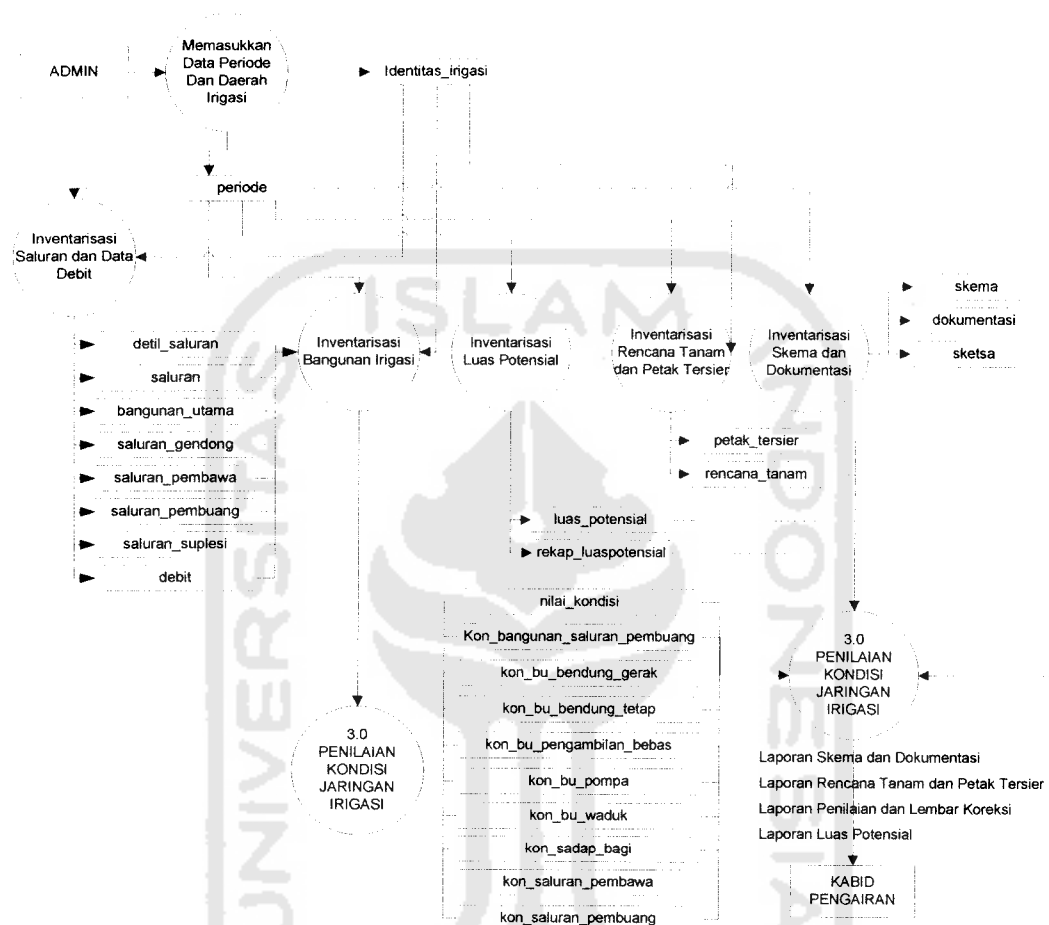 ADMIN
Memasukkan
Data Periode
Dan Daerah
Irigasi
Identitas_irigasi
periode
Inventarisasi
Saluran dan Data
Debit
Inventarisasi
Bangunan Irigasi
Inventarisasi
Luas Potensial
Inventarisasi
Rencana Tanam
dan Petak Tersier
Inventarisasi
Skema dan
Dokumentasi
skema
dokumentasi
sketsa
detil_saluran
saluran
bangunan_utama
saluran_gendong
saluran_pembawa
saluran_pembuang
saluran_suplesi
debit
petak_tersier
rencana_tanam
luas_potensial
rekap_luaspotensial
nilai_kondisi
Kon_bangunan_saluran_pembuang
kon_bu_bendung_gerak
kon_bu_bendung_tetap
kon_bu_pengambilan_bebas
kon_bu_pompa
kon_bu_waduk
kon_sadap_bagi
kon_saluran_pembawa
kon_saluran_pembuang
3.0
PENILAIAN
KONDISI
JARINGAN
IRIGASI
3.0
PENILAIAN
KONDISI
JARINGAN
IRIGASI
Laporan Skema dan Dokumentasi
Laporan Rencana Tanam dan Petak Tersier
Laporan Penilaian dan Lembar Koreksi
Laporan Luas Potensial
KABID
PENGAIRAN
ISLAM
UNIVERSITAS
INDONESIA